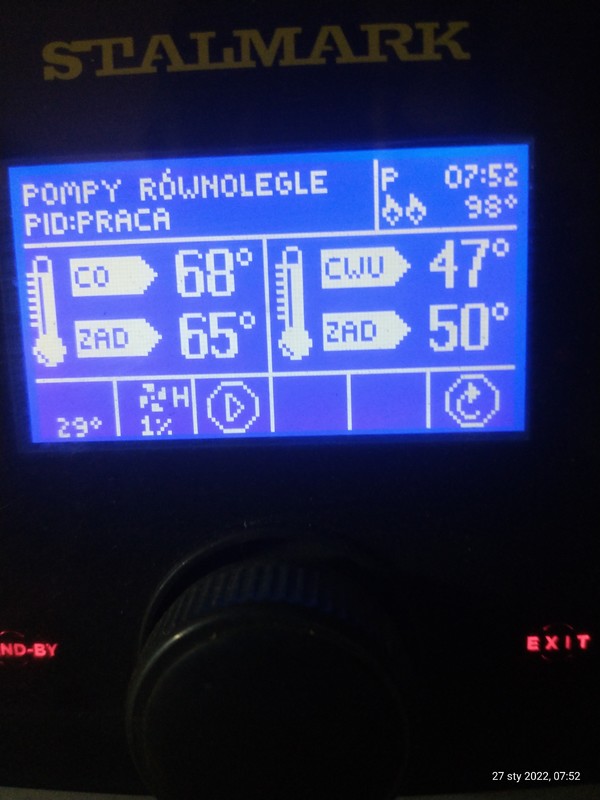 STALMARK
POMPY RÓWNOLEGLE
PID:PRACA
P 07:52
98°
CO 68°
ZAD 65°
CWU 47°
ZAD 50°
29°
H
1%
ND-BY
EXIT
27 sty 2022, 07:52